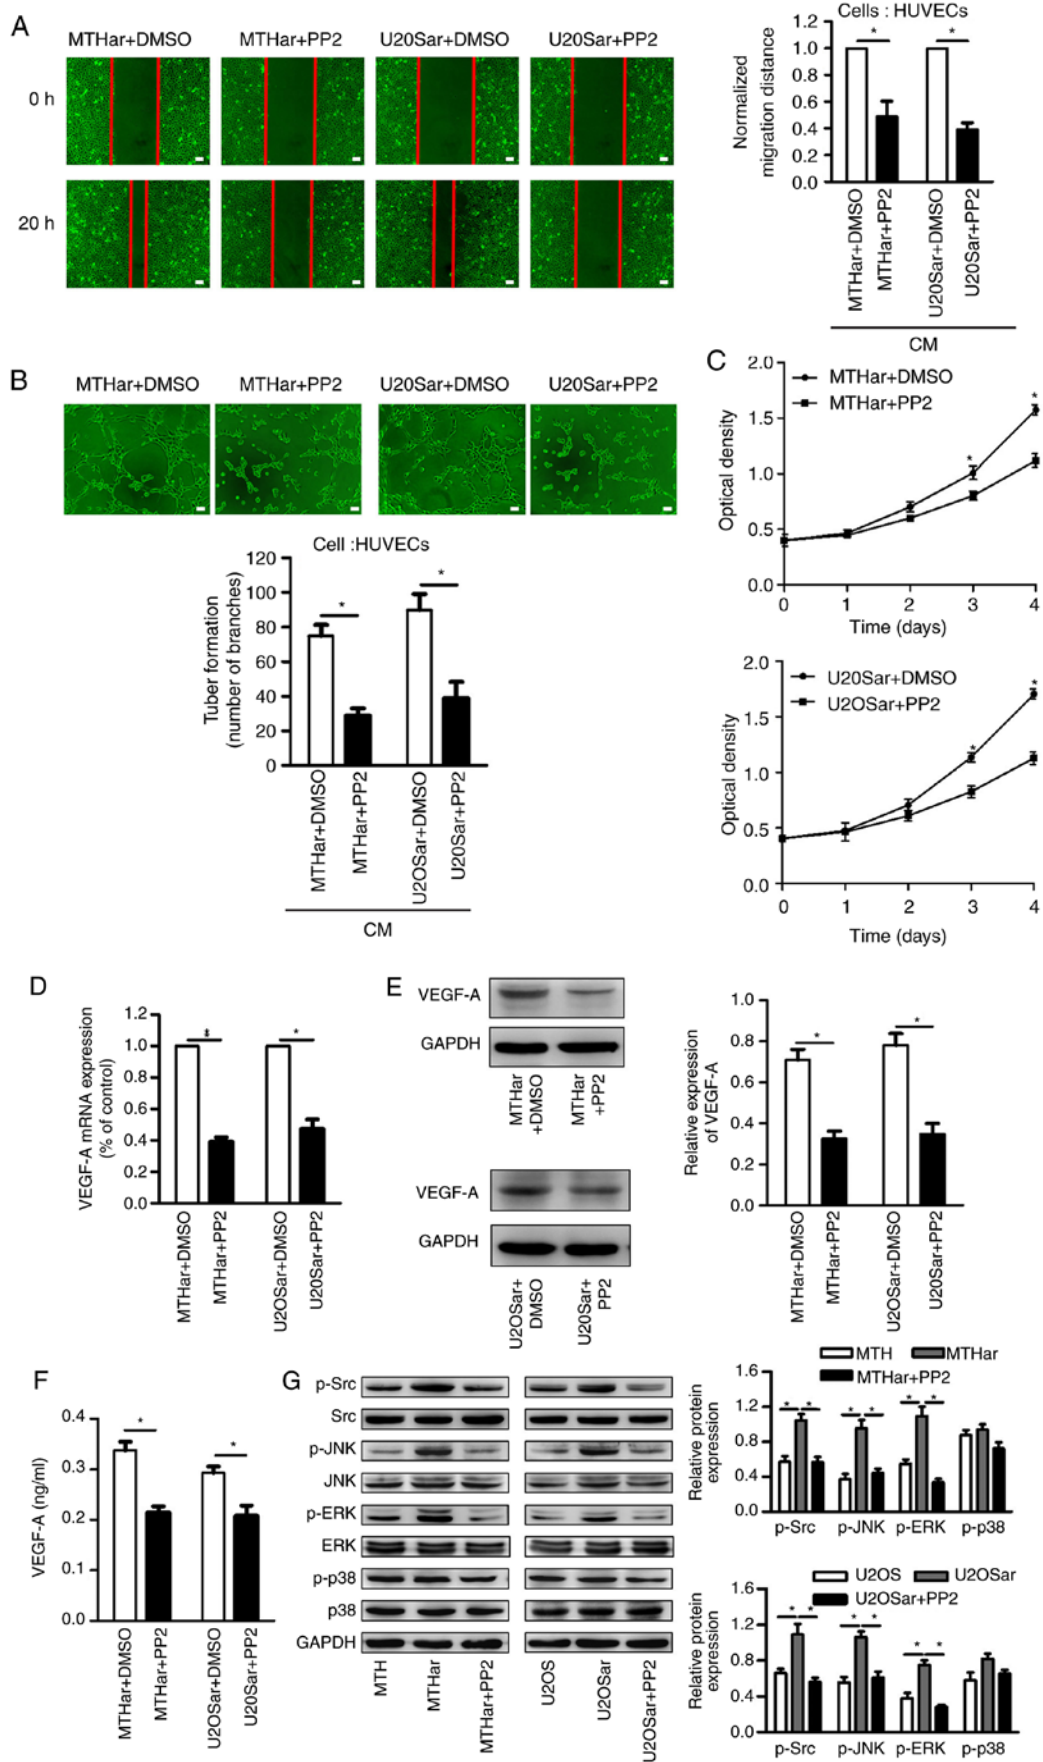 A
MTHar+DMSO
MTHar+PP2
U20Sar+DMSO
U20Sar+PP2
0 h
20 h
Cells : HUVECs
Normalized
migration distance
1.2
1.0
0.8
0.6
0.4
0.2
0.0
*
*
MTHar+DMSO
MTHar+PP2
U20Sar+DMSO
U20Sar+PP2
CM
B
MTHar+DMSO
MTHar+PP2
U20Sar+DMSO
U20Sar+PP2
Cell :HUVECs
Tuber formation
(number of branches)
120
100
80
60
40
20
0
*
*
MTHar+DMSO
MTHar+PP2
U2OSar+DMSO
U20Sar+PP2
CM
C
MTHar+DMSO
MTHar+PP2
Optical density
2.0
1.5
1.0
0.5
0.0
*
*
0 1 2 3 4
Time (days)
U20Sar+DMSO
U2OSar+PP2
Optical density
2.0
1.5
1.0
0.5
0.0
*
*
0 1 2 3 4
Time (days)
D
VEGF-A mRNA expression
(% of control)
1.2
1.0
0.8
0.6
0.4
0.2
0.0
*
MTHar+DMSO
MTHar+PP2
U2OSar+DMSO
U20Sar+PP2
E
VEGF-A
GAPDH
MTHar
+DMSO
MTHar
+PP2
VEGF-A
GAPDH
U2OSar+
DMSO
U20Sar+
PP2
Relative expression
of VEGF-A
1.0
0.8
0.6
0.4
0.2
0.0
*
*
MTHar+DMSO
MTHar+PP2
U2OSar+DMSO
U20Sar+PP2
F
VEGF-A (ng/ml)
0.4
0.3
0.2
0.1
0.0
*
*
MTHar+DMSO
MTHar+PP2
U2OSar+DMSO
U20Sar+PP2
G
p-Src
Src
p-JNK
JNK
p-ERK
ERK
p-p38
p38
GAPDH
MTH
MTHar
MTHar+PP2
U2OS
U2OSar
U2OSar+PP2
MTH
MTHar
MTHar+PP2
Relative protein
expression
1.6
1.2
0.8
0.4
0.0
* *
* *
* *
p-Src p-JNK p-ERK p-p38
U2OS
U2OSar
U2OSar+PP2
Relative protein
expression
1.6
1.2
0.8
0.4
0.0
* *
* *
* *
p-Src p-JNK p-ERK p-p38